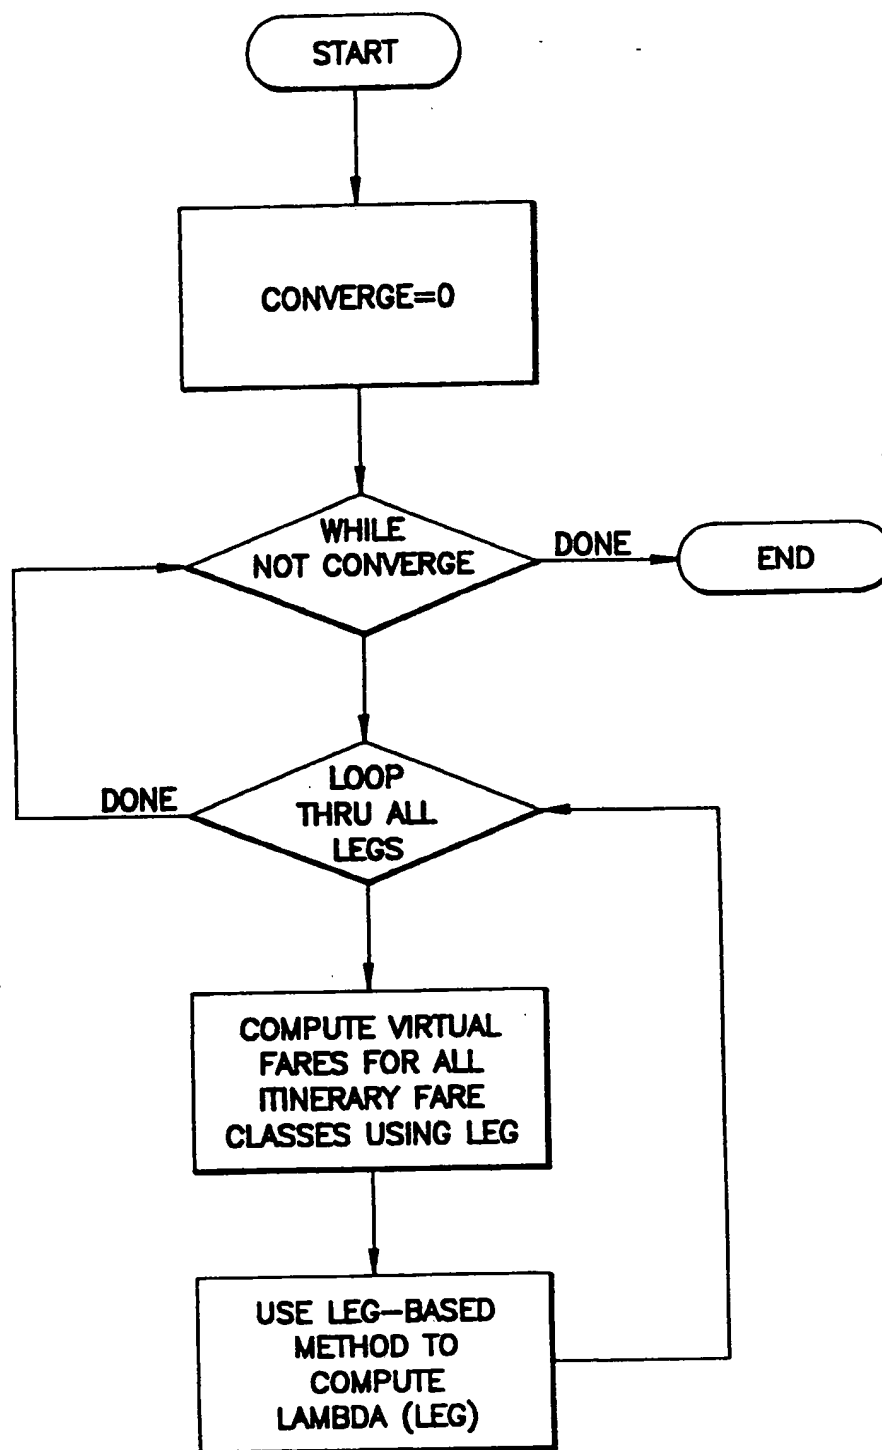 START
CONVERGE=0
WHILE
NOT CONVERGE
DONE
END
LOOP
THRU ALL
LEGS
DONE
COMPUTE VIRTUAL
FARES FOR ALL
ITINERARY FARE
CLASSES USING LEG
USE LEG-BASED
METHOD TO
COMPUTE
LAMBDA (LEG)